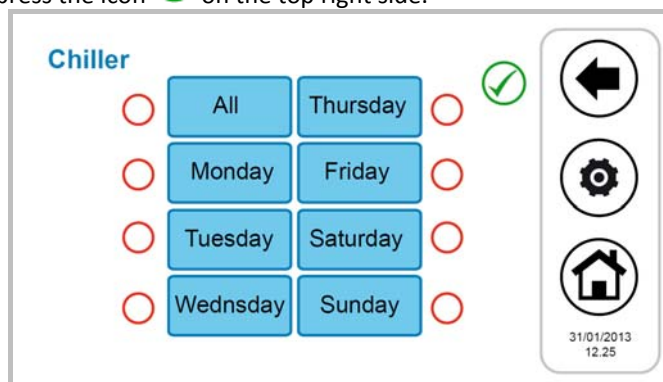 press the icon on the top right side.
Chiller
All Thursday
Monday Friday
Tuesday Saturday
Wednsday Sunday
31/01/2013
12.25